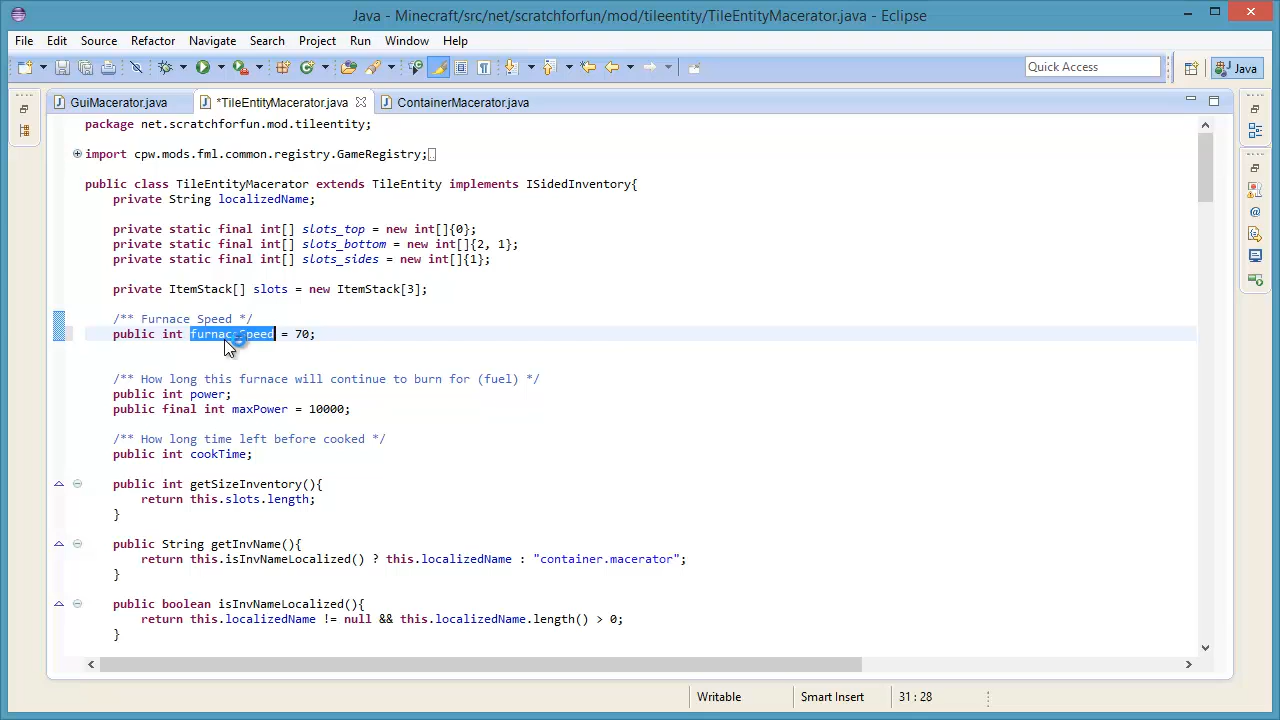 Java - Minecraft/src/net/scratchforfun/mod/tileentity/TileEntityMacerator.java - Eclipse
File Edit Source Refactor Navigate Search Project Run Window Help
Quick Access
Java
GuiMacerator.java
*TileEntityMacerator.java
ContainerMacerator.java
package net.scratchforfun.mod.tileentity;
import cpw.mods.fml.common.registry.GameRegistry;
public class TileEntityMacerator extends TileEntity implements ISidedInventory{
private String localizedName;
private static final int[] slots_top = new int[]{0};
private static final int[] slots_bottom = new int[]{2, 1};
private static final int[] slots_sides = new int[]{1};
private ItemStack[] slots = new ItemStack[3];
/** Furnace Speed */
public int furnaceSpeed = 70;
/** How long this furnace will continue to burn for (fuel) */
public int power;
public final int maxPower = 10000;
/** How long time left before cooked */
public int cookTime;
public int getSizeInventory(){
return this.slots.length;
}
public String getInvName(){
return this.isInvNameLocalized() ? this.localizedName : "container.macerator";
}
public boolean isInvNameLocalized(){
return this.localizedName != null && this.localizedName.length() > 0;
}
Writable
Smart Insert
31 : 28